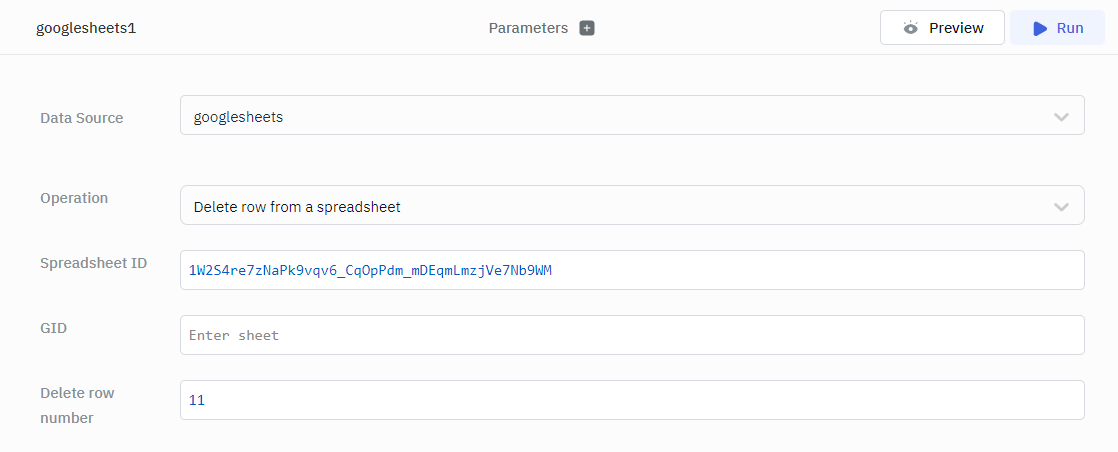 googlesheets1
Parameters +
Preview
Run
Data Source
googlesheets
Operation
Delete row from a spreadsheet
Spreadsheet ID
1W2S4re7zNaPk9vqv6_CqOpPdm_mDEqmLmzjVe7Nb9WM
GID
Enter sheet
Delete row
number
11